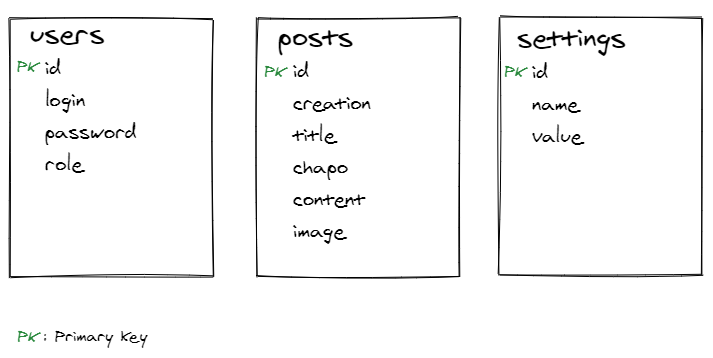 users
PK id
login
password
role
posts
PK id
creation
title
chapo
content
image
settings
PK id
name
value
PK: Primary Key